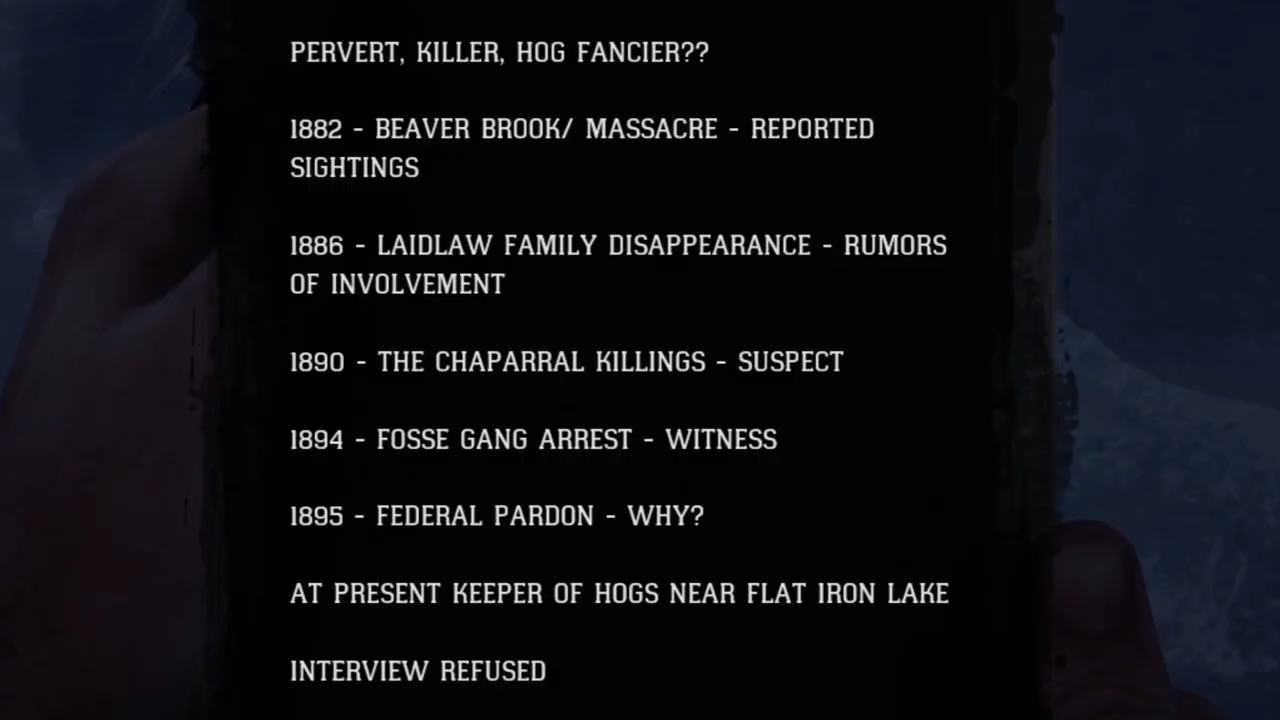 PERVERT, KILLER, HOG FANCIER??
1882 - BEAVER BROOK/ MASSACRE - REPORTED
SIGHTINGS
1886 - LAIDLAW FAMILY DISAPPEARANCE - RUMORS
OF INVOLVEMENT
1890 - THE CHAPARRAL KILLINGS - SUSPECT
1894 - FOSSE GANG ARREST - WITNESS
1895 - FEDERAL PARDON - WHY?
AT PRESENT KEEPER OF HOGS NEAR FLAT IRON LAKE
INTERVIEW REFUSED